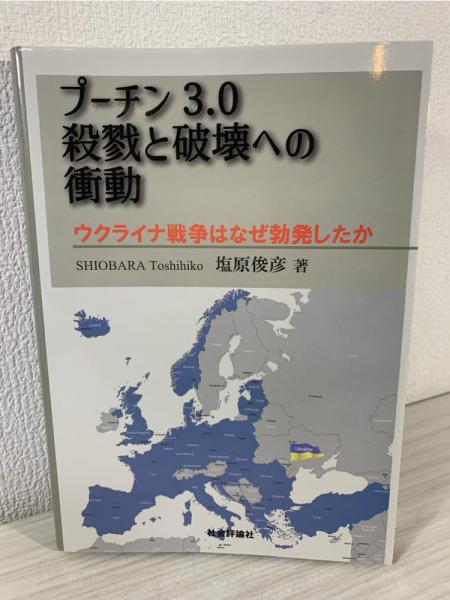 プーチン 3.0
殺戮と破壊への
衝動
ウクライナ戦争はなぜ勃発したか
SHIOBARA Toshihiko 塩原俊彦 著
Ukraine
社会評論社